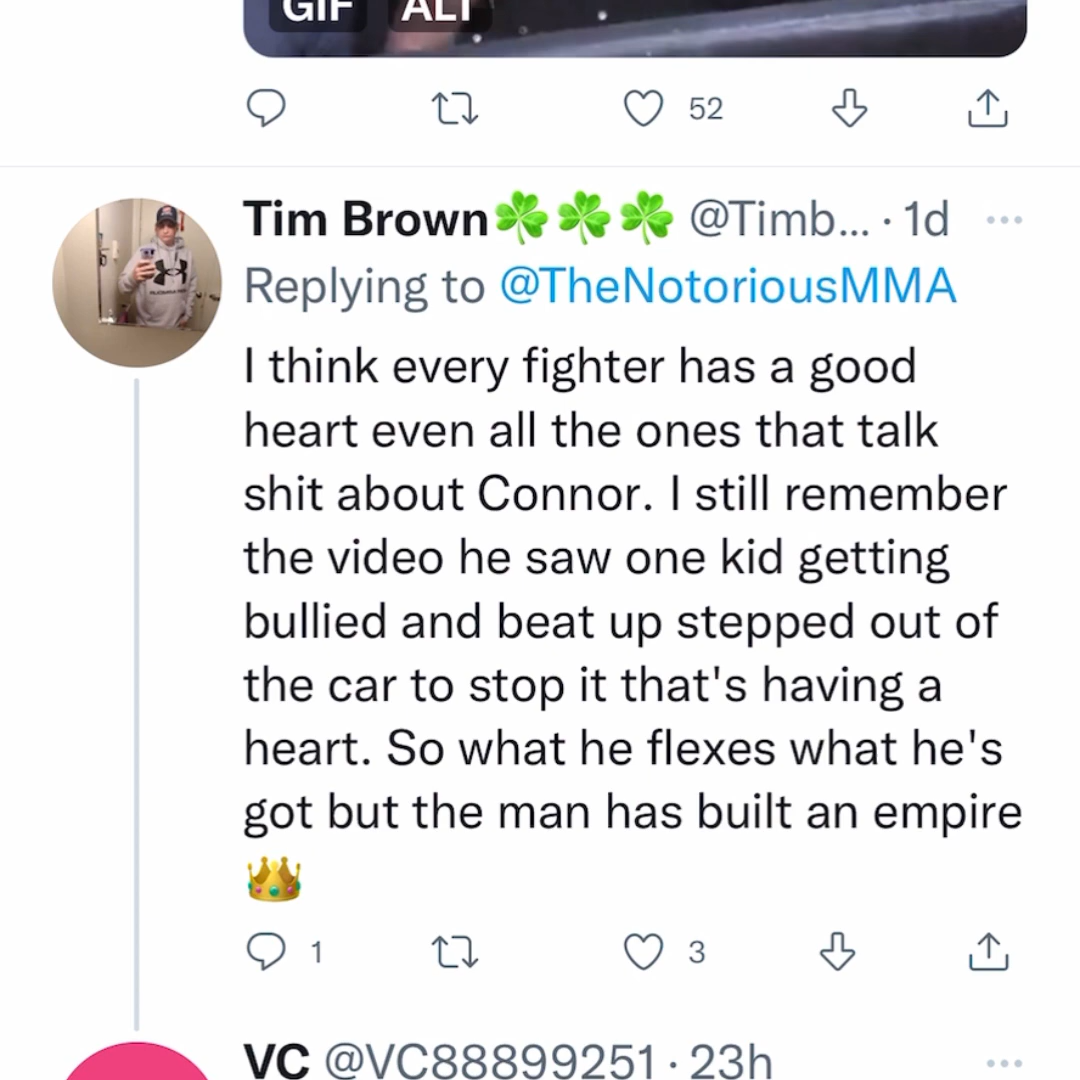 GIF ALT
52
Tim Brown☘️☘️☘️ @Timb... · 1d
Replying to @TheNotoriousMMA
I think every fighter has a good
heart even all the ones that talk
shit about Connor. I still remember
the video he saw one kid getting
bullied and beat up stepped out of
the car to stop it that's having a
heart. So what he flexes what he's
got but the man has built an empire
👑
1 3
VC @VC88899251 · 23h